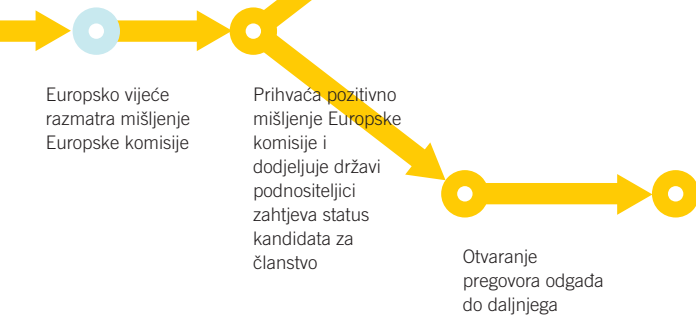 Europsko vijeće
razmatra mišljenje
Europske komisije
Prihvaća pozitivno
mišljenje Europske
komisije i
dodjeljuje državi
podnositeljici
zahtjeva status
kandidata za
članstvo
Otvaranje
pregovora odgađa
do daljnjega